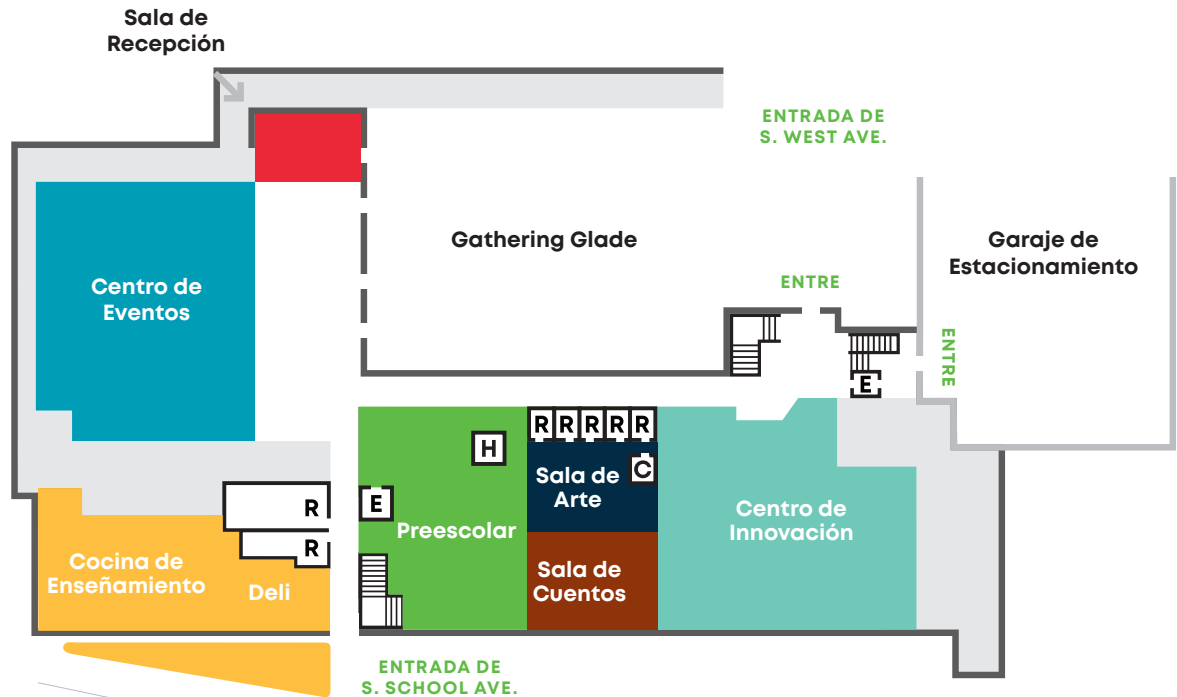 Sala de
Recepción
ENTRADA DE
S. WEST AVE.
Gathering Glade
Garaje de
Estacionamiento
Centro de
Eventos
ENTRE
ENTRE
E
R R R R R
H
C
Sala de
Arte
E
Preescolar
Centro de
Innovación
R
R
Cocina de
Enseñamiento
Deli
Sala de
Cuentos
ENTRADA DE
S. SCHOOL AVE.